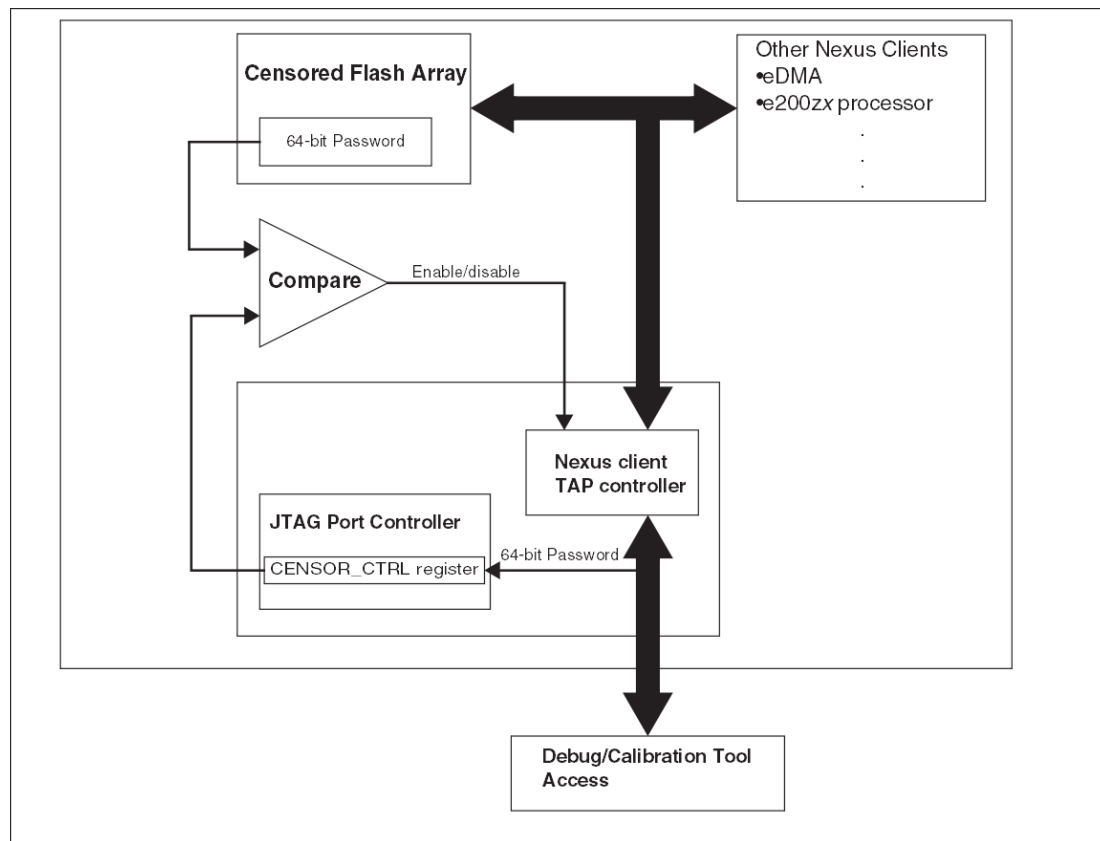 Censored Flash Array
64-bit Password
Other Nexus Clients
•eDMA
•e200zx processor
.
.
.
Compare
Enable/disable
Nexus client
TAP controller
JTAG Port Controller
CENSOR_CTRL register
64-bit Password
Debug/Calibration Tool
Access